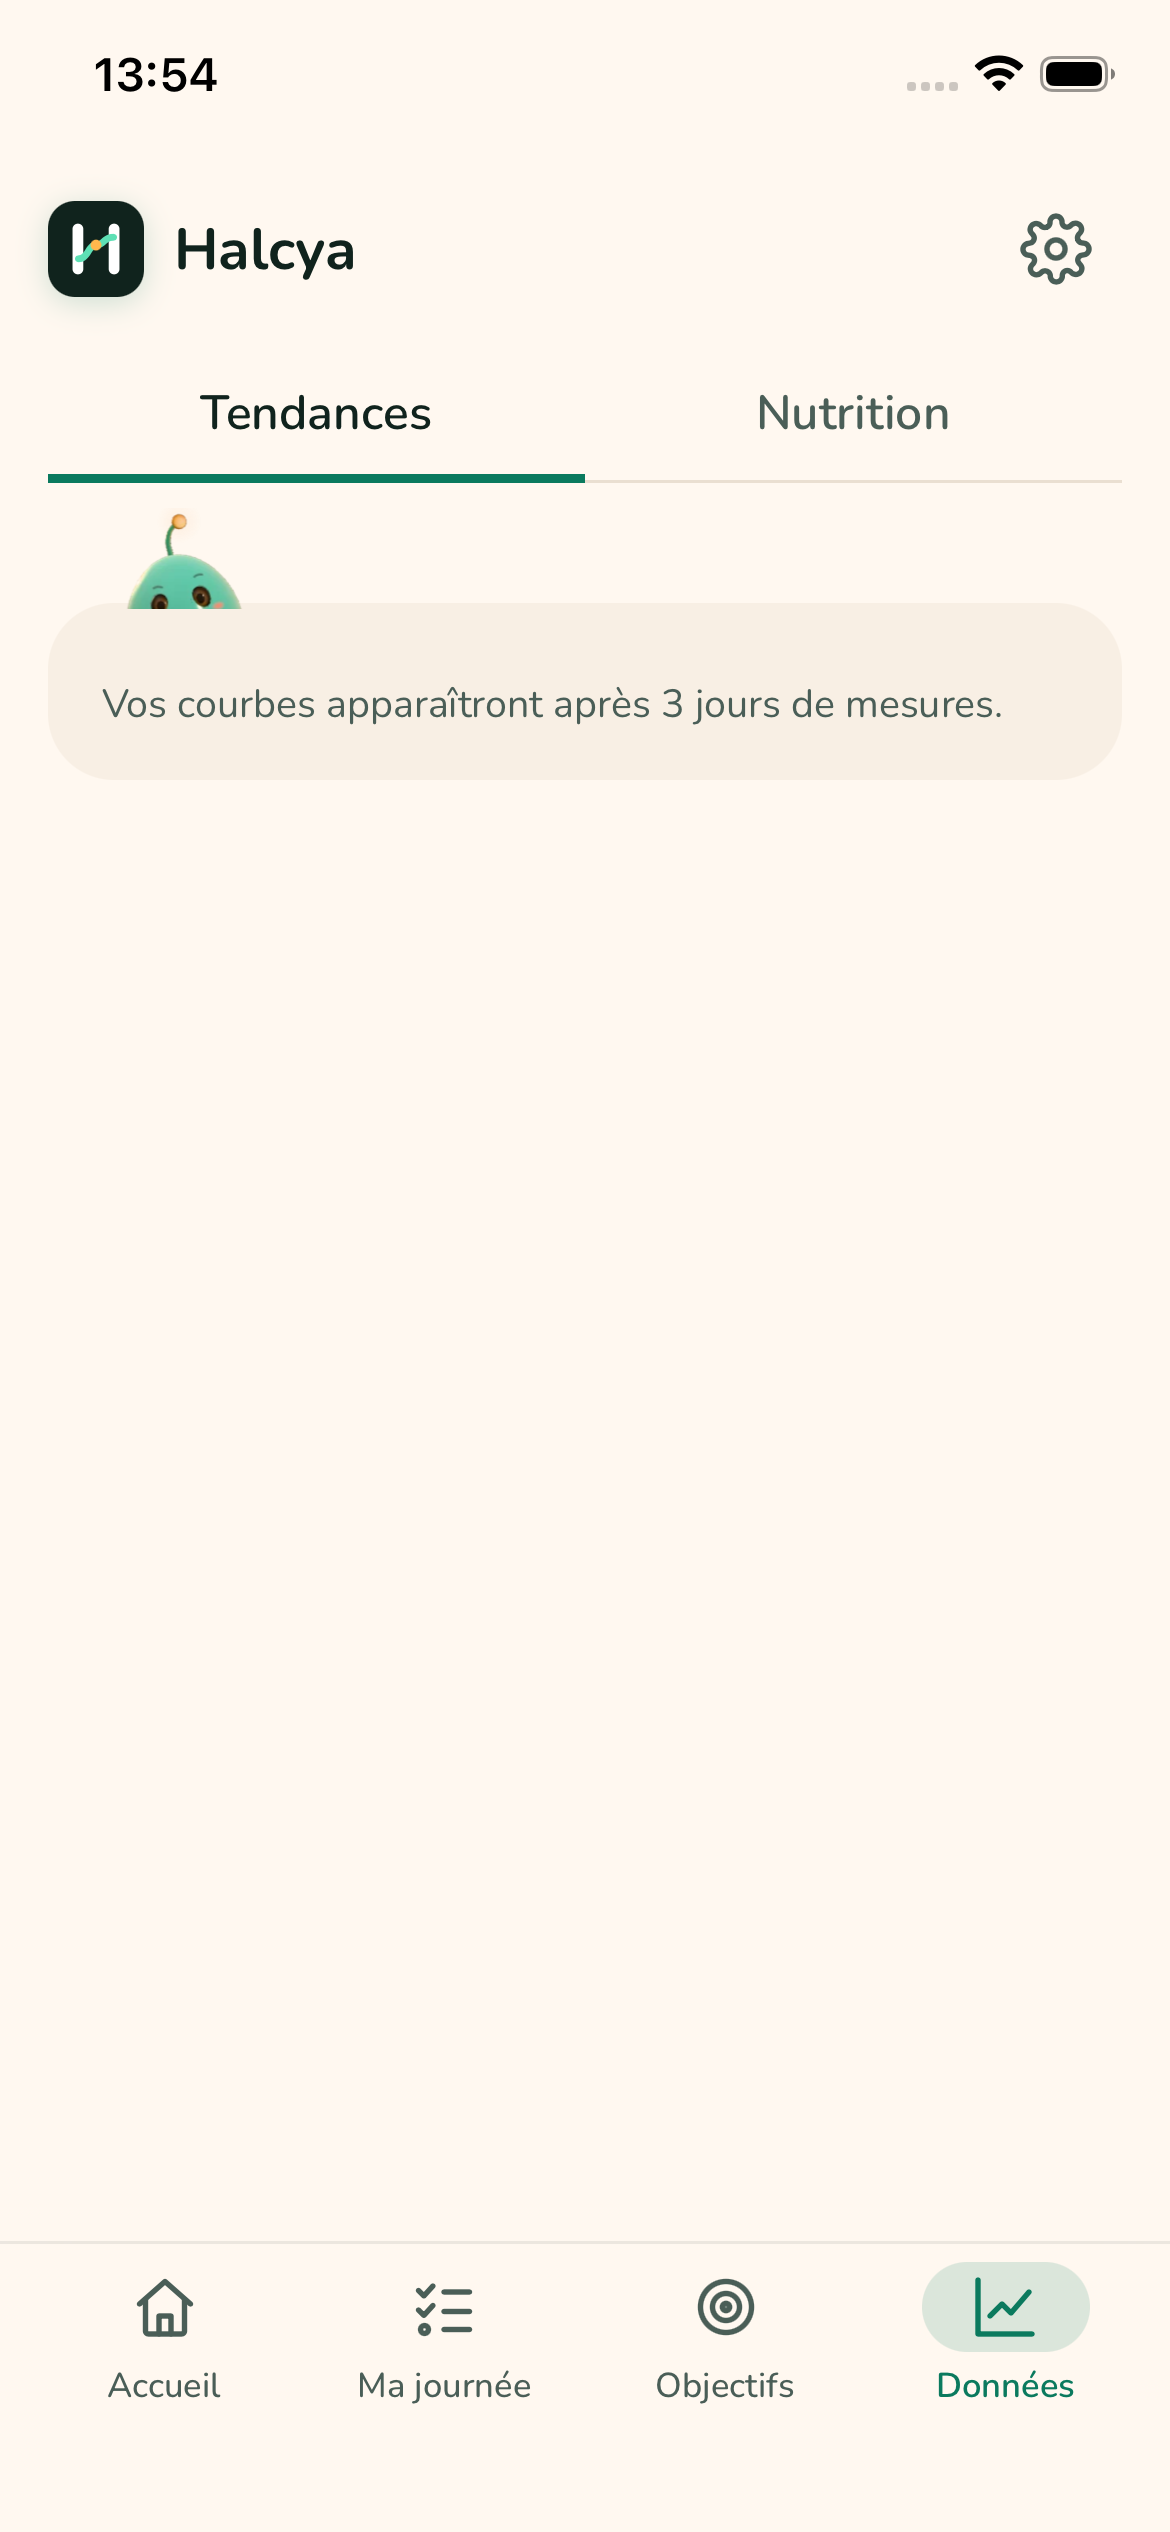 13:54
Halcya
Tendances
Nutrition
Vos courbes apparaîtront après 3 jours de mesures.
Accueil
Ma journée
Objectifs
Données